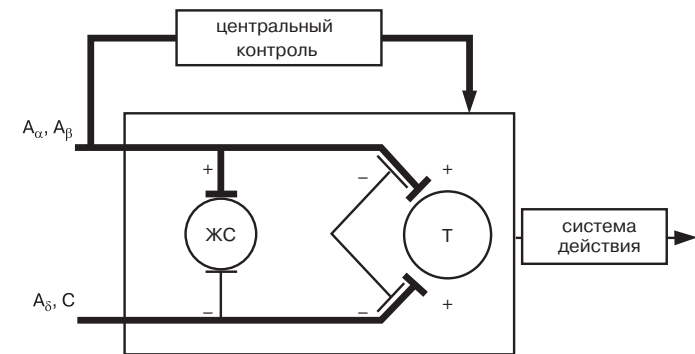 центральный
контроль
Aα, Aβ
+
–
+
ЖС
Т
система
действия
Aδ, С
–
–
+